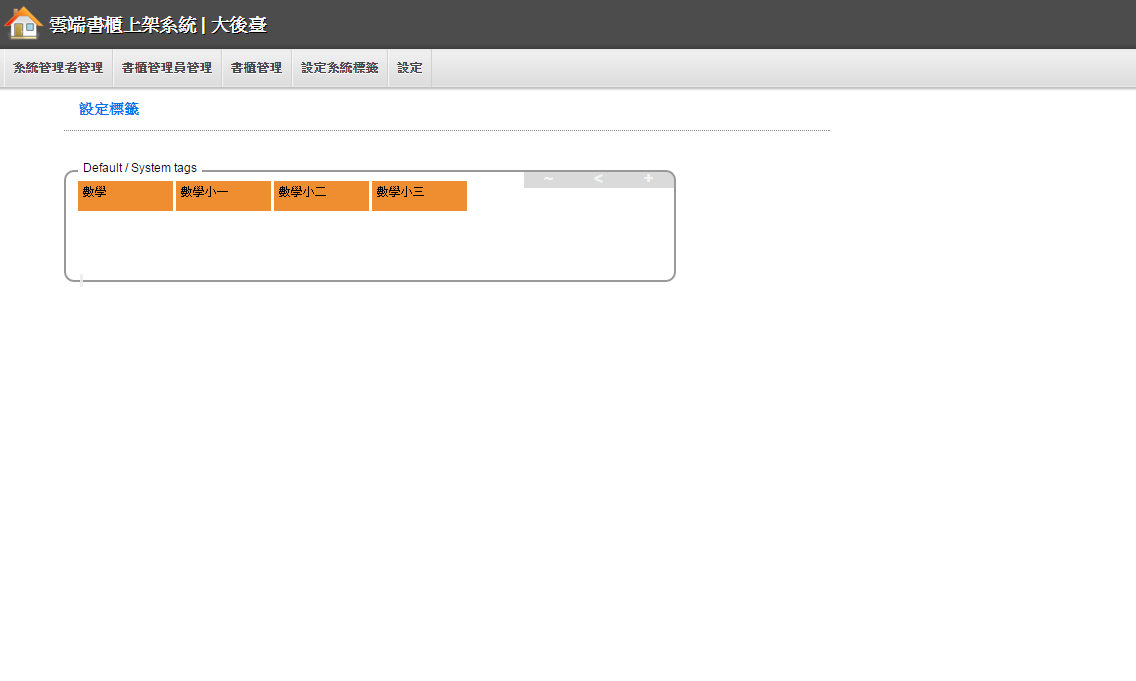 雲端書櫃上架系統 | 大後臺
系統管理者管理 書櫃管理員管理 書櫃管理 設定系統標籤 設定
設定標籤
Default / System tags
~ < +
數學 數學小一 數學小二 數學小三